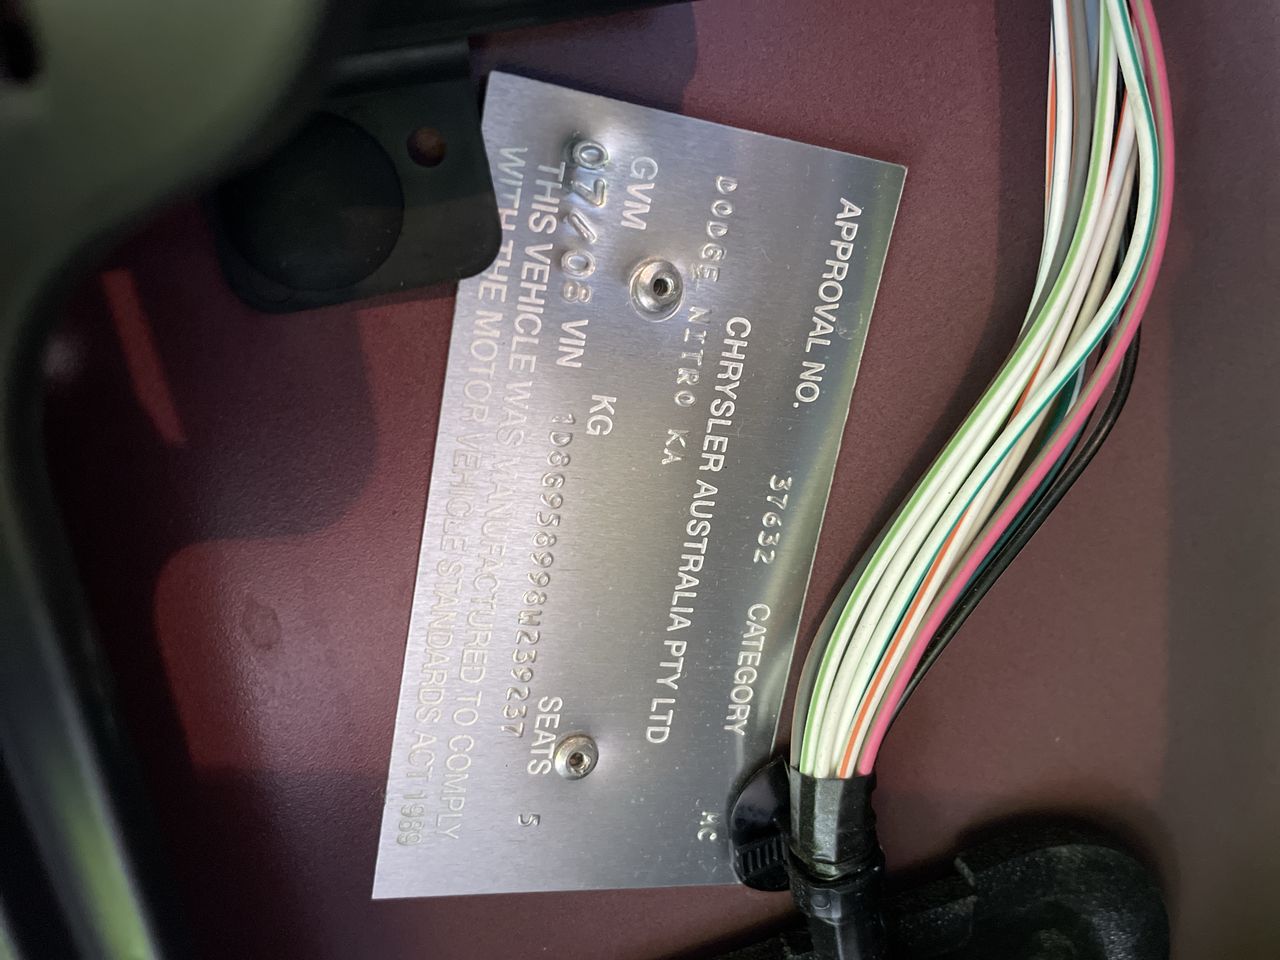 APPROVAL NO. 37632 CATEGORY MC
CHRYSLER AUSTRALIA PTY LTD
DODGE NITRO KA
GVM KG SEATS 5
07/08 VIN 1D8G958998W239237
THIS VEHICLE WAS MANUFACTURED TO COMPLY
WITH THE MOTOR VEHICLE STANDARDS ACT 1989